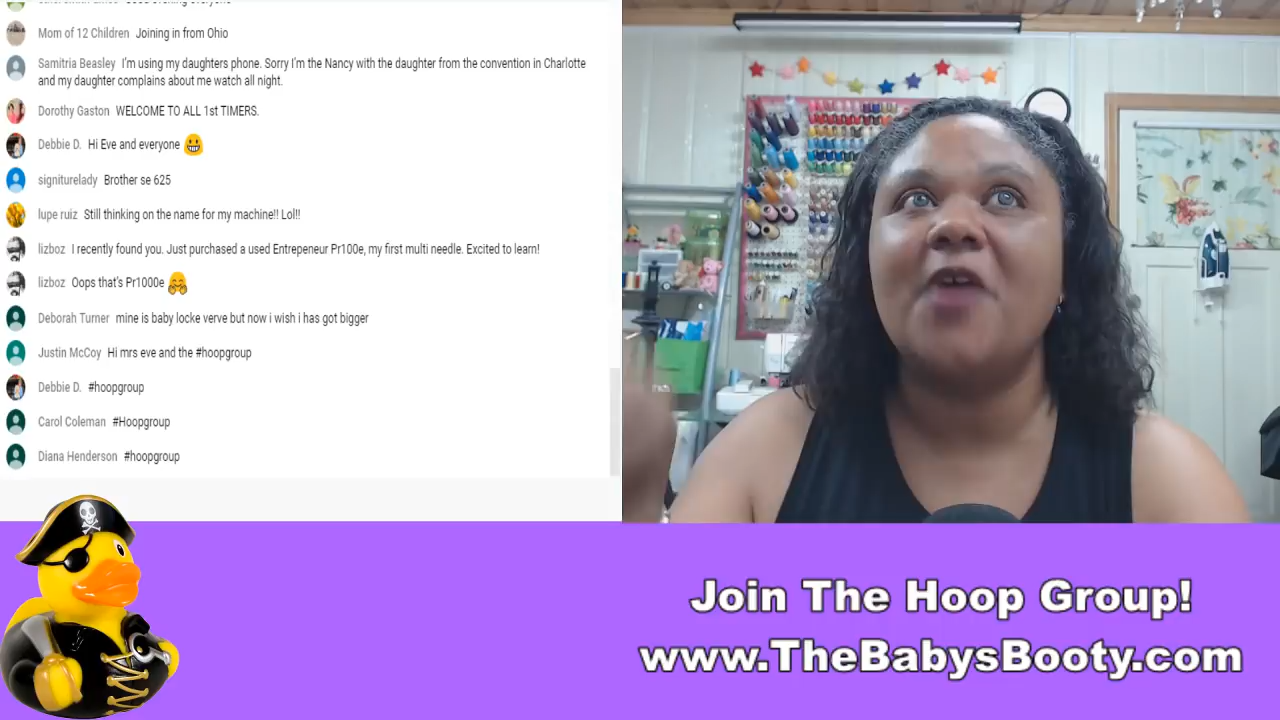 Mom of 12 Children Joining in from Ohio
Samitria Beasley I'm using my daughters phone. Sorry I'm the Nancy with the daughter from the convention in Charlotte
and my daughter complains about me watch all night.
Dorothy Gaston WELCOME TO ALL 1st TIMERS.
Debbie D. Hi Eve and everyone
signiturelady Brother se 625
lupe ruiz Still thinking on the name for my machine!! Lol!!
lizboz I recently found you. Just purchased a used Entrepeneur Pr100e, my first multi needle. Excited to learn!
lizboz Oops that's Pr1000e
Deborah Turner mine is baby locke verve but now i wish i has got bigger
Justin McCoy Hi mrs eve and the #hoopgroup
Debbie D. #hoopgroup
Carol Coleman #Hoopgroup
Diana Henderson #hoopgroup
Join The Hoop Group!
www.TheBabysBooty.com